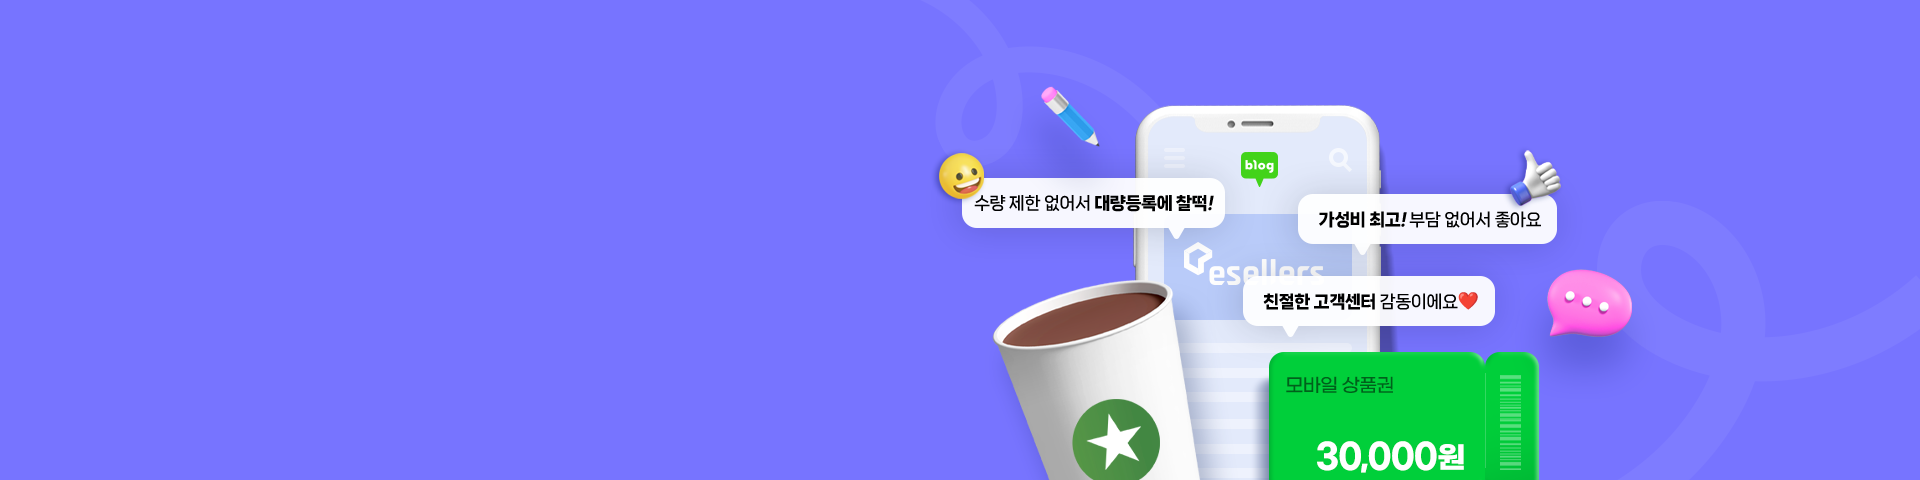 blog
수량 제한 없어서 대량등록에 찰떡!
가성비 최고! 부담 없어서 좋아요
esellers
친절한 고객센터 감동이에요❤️
모바일 상품권
30,000원